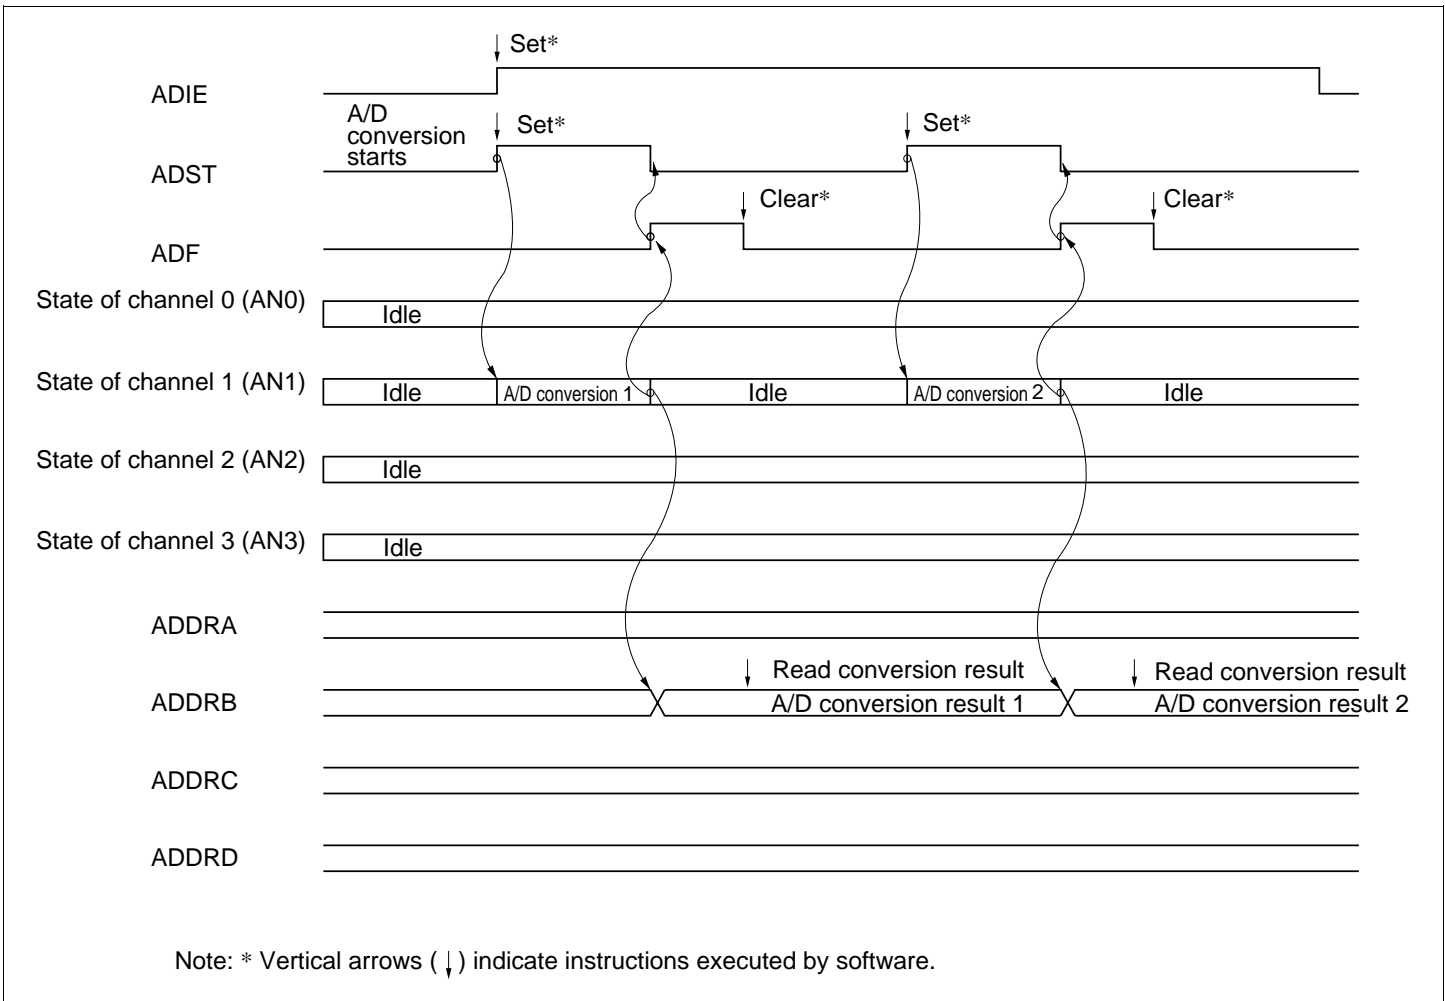 Set*
ADIE
A/D
conversion
starts
Set*
Set*
ADST
Clear*
Clear*
ADF
State of channel 0 (AN0)
Idle
State of channel 1 (AN1)
Idle
A/D conversion 1
Idle
A/D conversion 2
Idle
State of channel 2 (AN2)
Idle
State of channel 3 (AN3)
Idle
ADDRA
Read conversion result
Read conversion result
ADDRB
A/D conversion result 1
A/D conversion result 2
ADDRC
ADDRD
Note: * Vertical arrows (↓) indicate instructions executed by software.